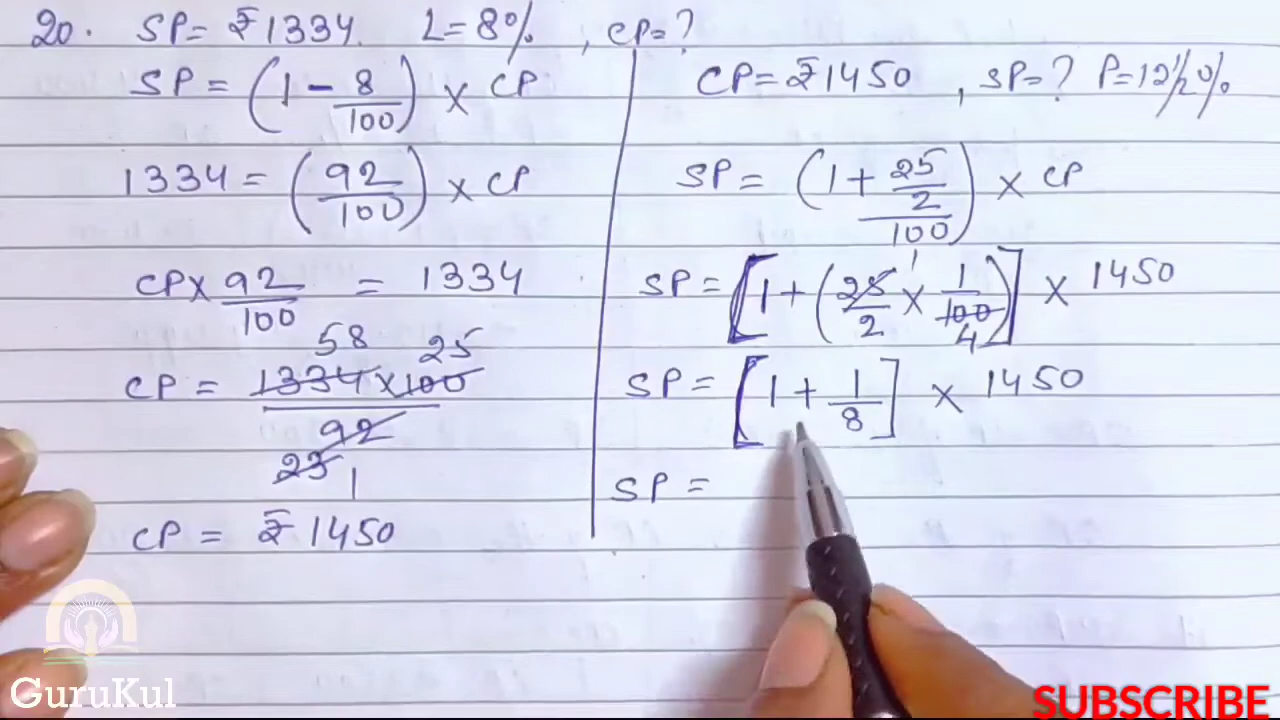 20. SP = ₹1334. L = 8%, CP = ?
SP = (1 - 8/100) × CP
1334 = (92/100) × CP
CP × 92/100 = 1334
58 25
CP = 1334 × 100
92
23 1
CP = ₹1450
CP = ₹1450, SP = ? P = 12 1/2 %
SP = (1 + 25/2/100) × CP
SP = [1 + (25/2 × 1/100)] × 1450
1
4
SP = [1 + 1/8] × 1450
SP =
GuruKul
SUBSCRIBE